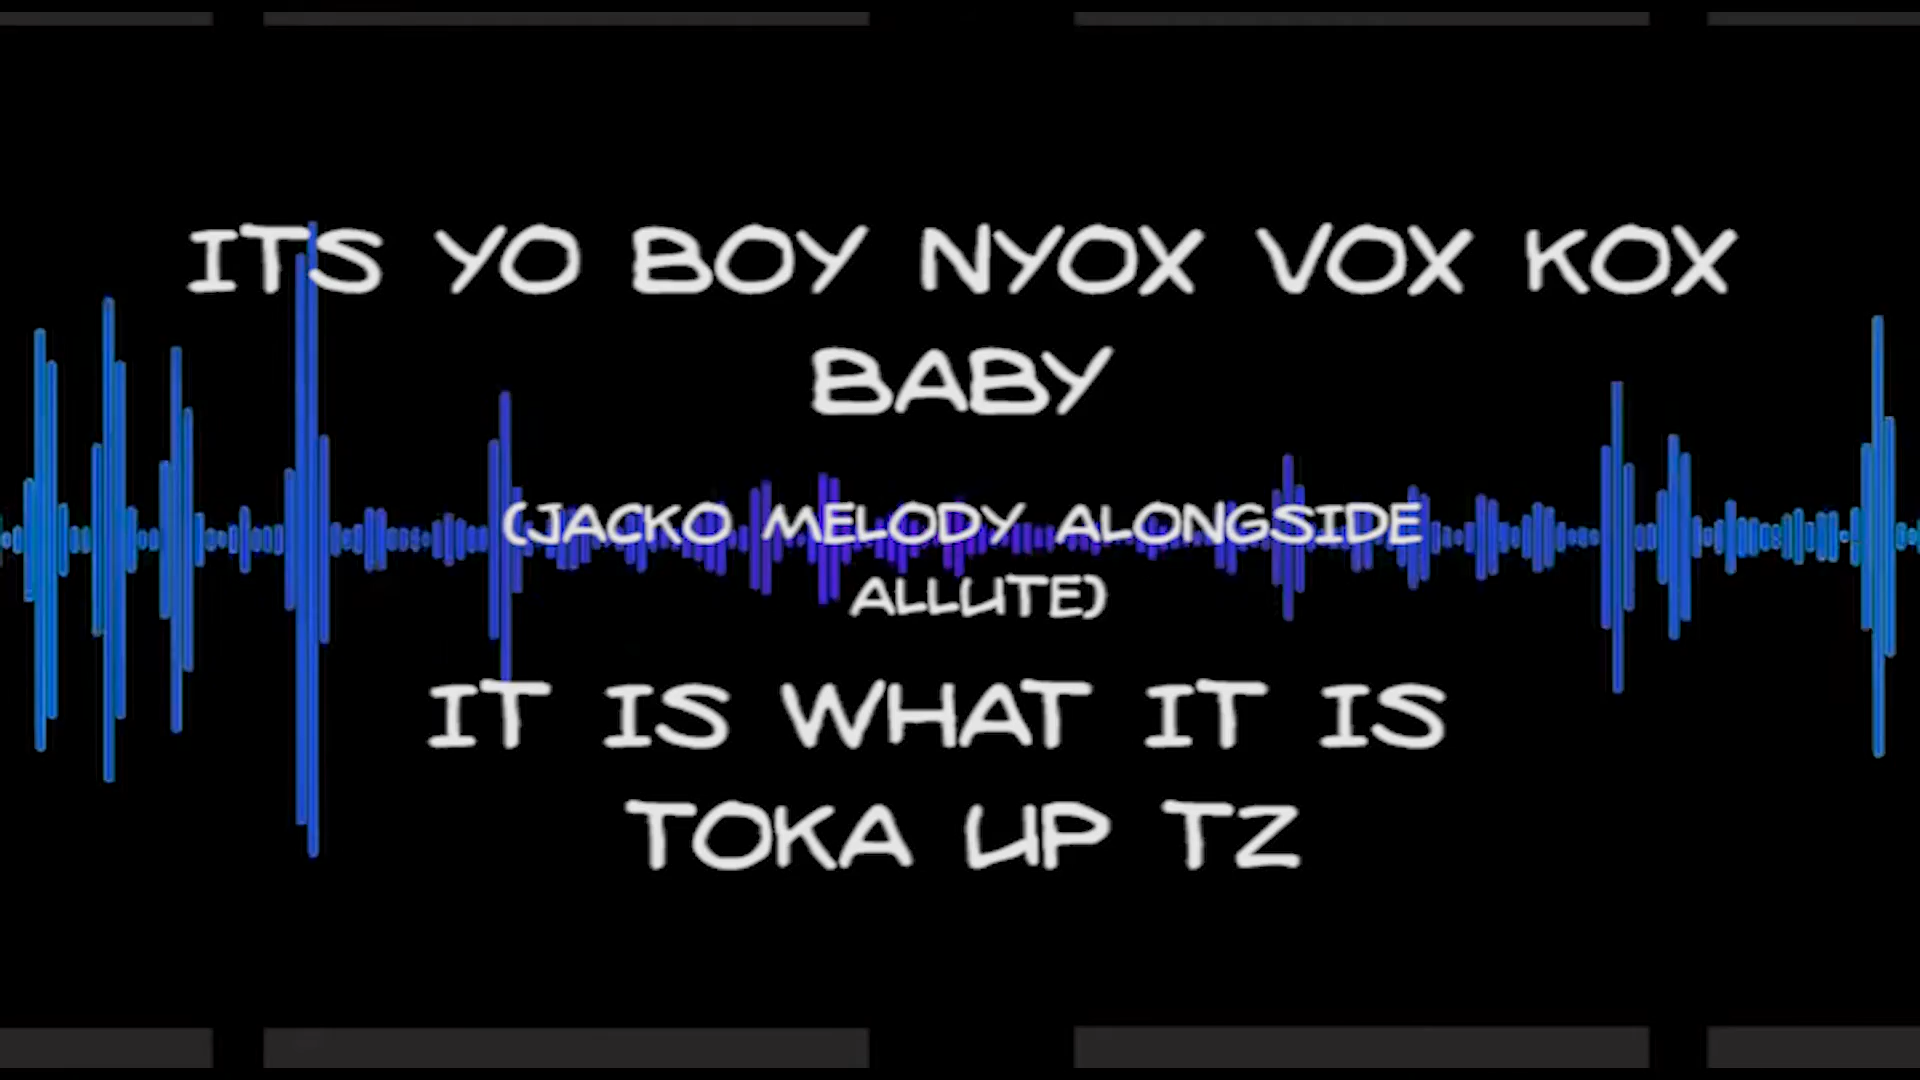 ITS YO BOY NYOX VOX KOX
BABY
(JACKO MELODY ALONGSIDE
ALLUTE)
IT IS WHAT IT IS
TOKA UP TZ